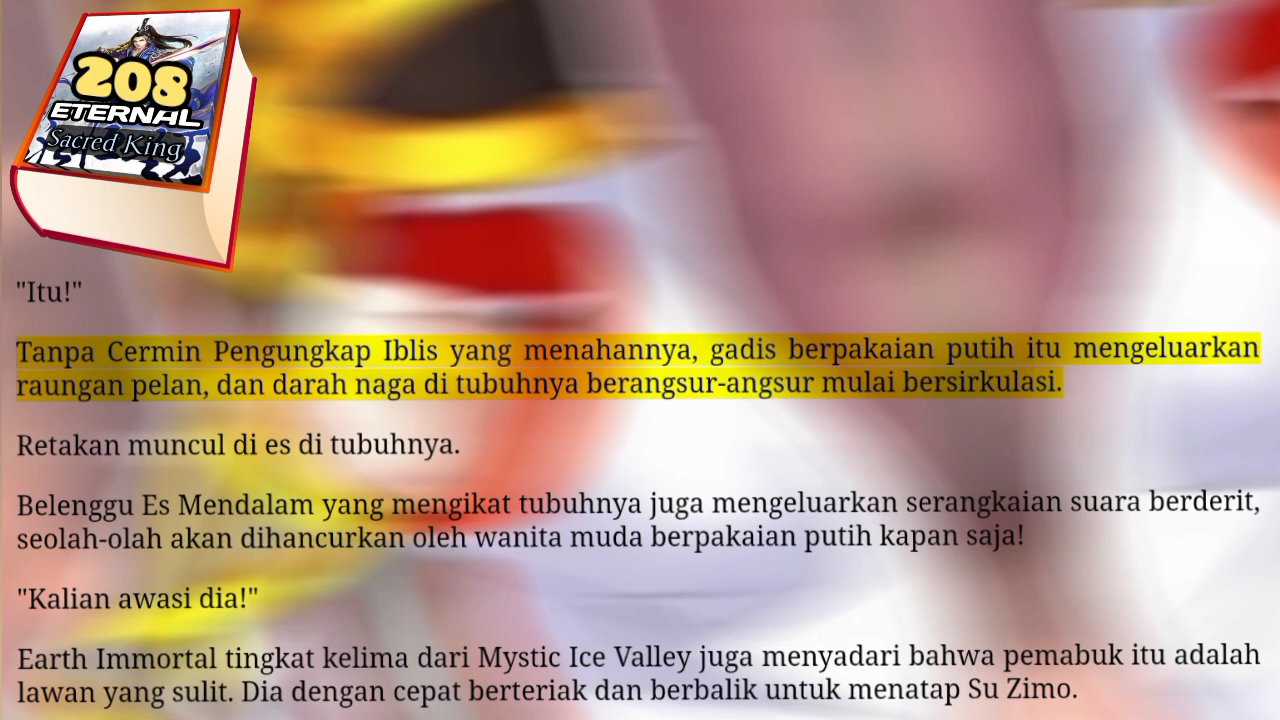 208
ETERNAL
Sacred King
"Itu!"
Tanpa Cermin Pengungkap Iblis yang menahannya, gadis berpakaian putih itu mengeluarkan
raungan pelan, dan darah naga di tubuhnya berangsur-angsur mulai bersirkulasi.
Retakan muncul di es di tubuhnya.
Belenggu Es Mendalam yang mengikat tubuhnya juga mengeluarkan serangkaian suara berderit,
seolah-olah akan dihancurkan oleh wanita muda berpakaian putih kapan saja!
"Kalian awasi dia!"
Earth Immortal tingkat kelima dari Mystic Ice Valley juga menyadari bahwa pemabuk itu adalah
lawan yang sulit. Dia dengan cepat berteriak dan berbalik untuk menatap Su Zimo.